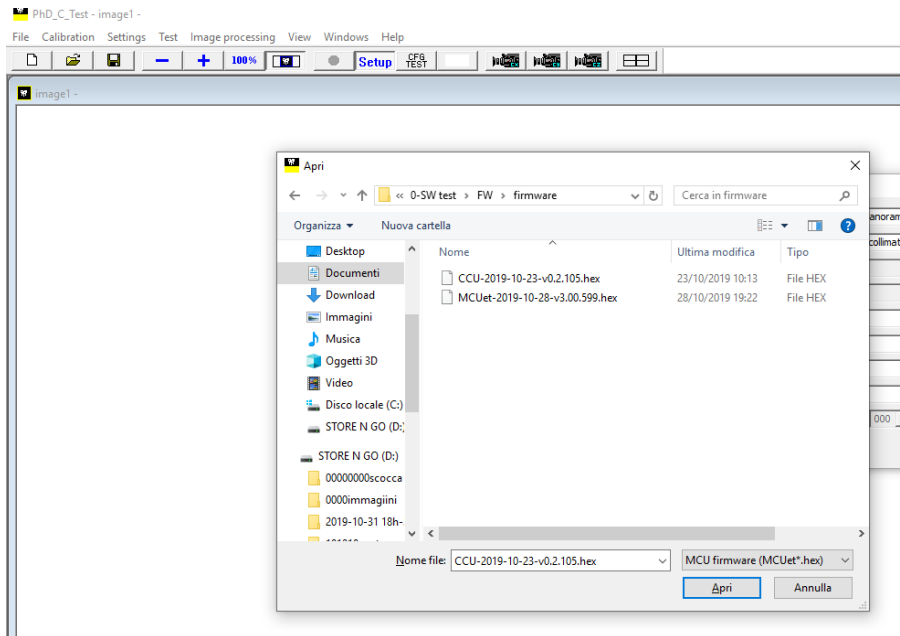 PhD_C_Test - image1 -
File Calibration Settings Test Image processing View Windows Help
100% Setup CFG TEST
image1 -
Apri
« 0-SW test > FW > firmware
Cerca in firmware
Organizza Nuova cartella
Desktop
Documenti
Download
Immagini
Musica
Oggetti 3D
Video
Disco locale (C:)
STORE N GO (D:)
STORE N GO (D:)
00000000scocca
0000immagiini
2019-10-31 18h-
Nome Ultima modifica Tipo
CCU-2019-10-23-v0.2.105.hex 23/10/2019 10:13 File HEX
MCUet-2019-10-28-v3.00.599.hex 28/10/2019 19:22 File HEX
anoram
collimat
000
Nome file: CCU-2019-10-23-v0.2.105.hex MCU firmware (MCUet*.hex)
Apri Annulla